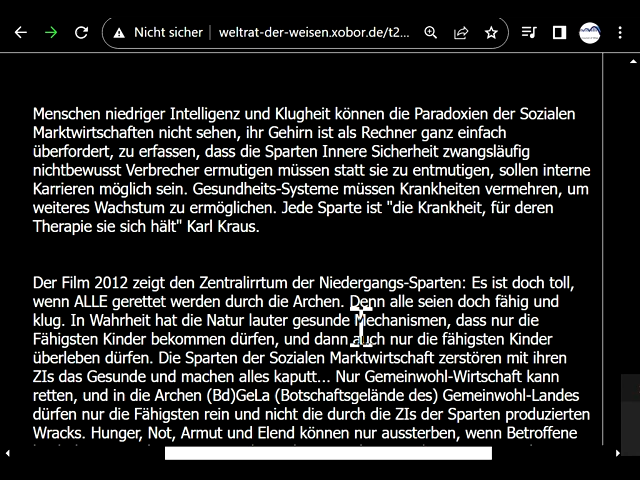 Nicht sicher
weltrat-der-weisen.xobor.de/t2...
Menschen niedriger Intelligenz und Klugheit können die Paradoxien der Sozialen
Marktwirtschaften nicht sehen, ihr Gehirn ist als Rechner ganz einfach
überfordert, zu erfassen, dass die Sparten Innere Sicherheit zwangsläufig
nichtbewusst Verbrecher ermutigen müssen statt sie zu entmutigen, sollen interne
Karrieren möglich sein. Gesundheits-Systeme müssen Krankheiten vermehren, um
weiteres Wachstum zu ermöglichen. Jede Sparte ist "die Krankheit, für deren
Therapie sie sich hält" Karl Kraus.
Der Film 2012 zeigt den Zentralirrtum der Niedergangs-Sparten: Es ist doch toll,
wenn ALLE gerettet werden durch die Archen. Denn alle seien doch fähig und
klug. In Wahrheit hat die Natur lauter gesunde Mechanismen, dass nur die
Fähigsten Kinder bekommen dürfen, und dann auch nur die fähigsten Kinder
überleben dürfen. Die Sparten der Sozialen Marktwirtschaft zerstören mit ihren
ZIs das Gesunde und machen alles kaputt... Nur Gemeinwohl-Wirtschaft kann
retten, und in die Archen (Bd)GeLa (Botschaftsgelände des) Gemeinwohl-Landes
dürfen nur die Fähigsten rein und nicht die durch die ZIs der Sparten produzierten
Wracks. Hunger, Not, Armut und Elend können nur aussterben, wenn Betroffene